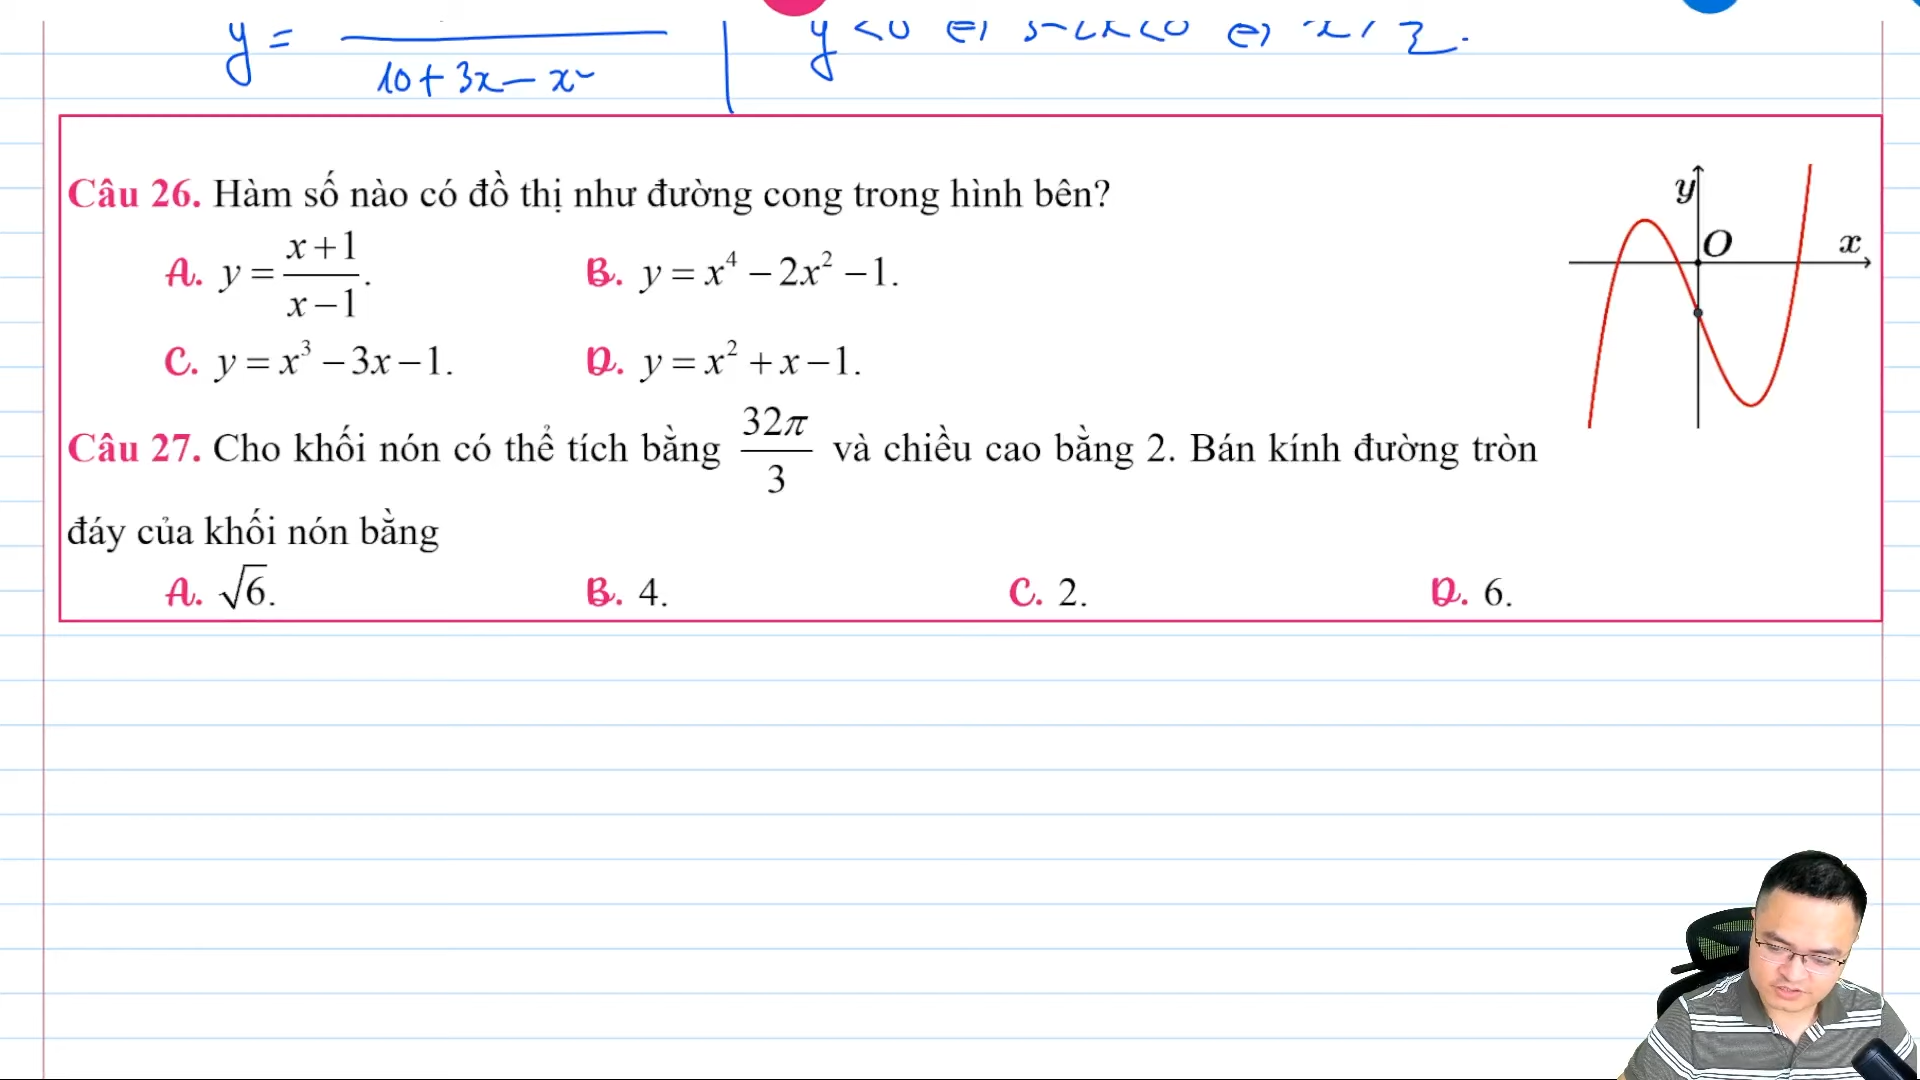 y =
10 + 3x - x²
Câu 26. Hàm số nào có đồ thị như đường cong trong hình bên?
A. y = (x+1)/(x−1). B. y = x⁴ − 2x² − 1.
C. y = x³ − 3x − 1. D. y = x² + x − 1.
y
O
x
Câu 27. Cho khối nón có thể tích bằng 32π/3 và chiều cao bằng 2. Bán kính đường tròn
đáy của khối nón bằng
A. √6. B. 4. C. 2. D. 6.